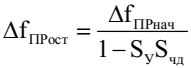 Δf_ПРост = Δf_ПРнач / (1 − S_У S_чд)